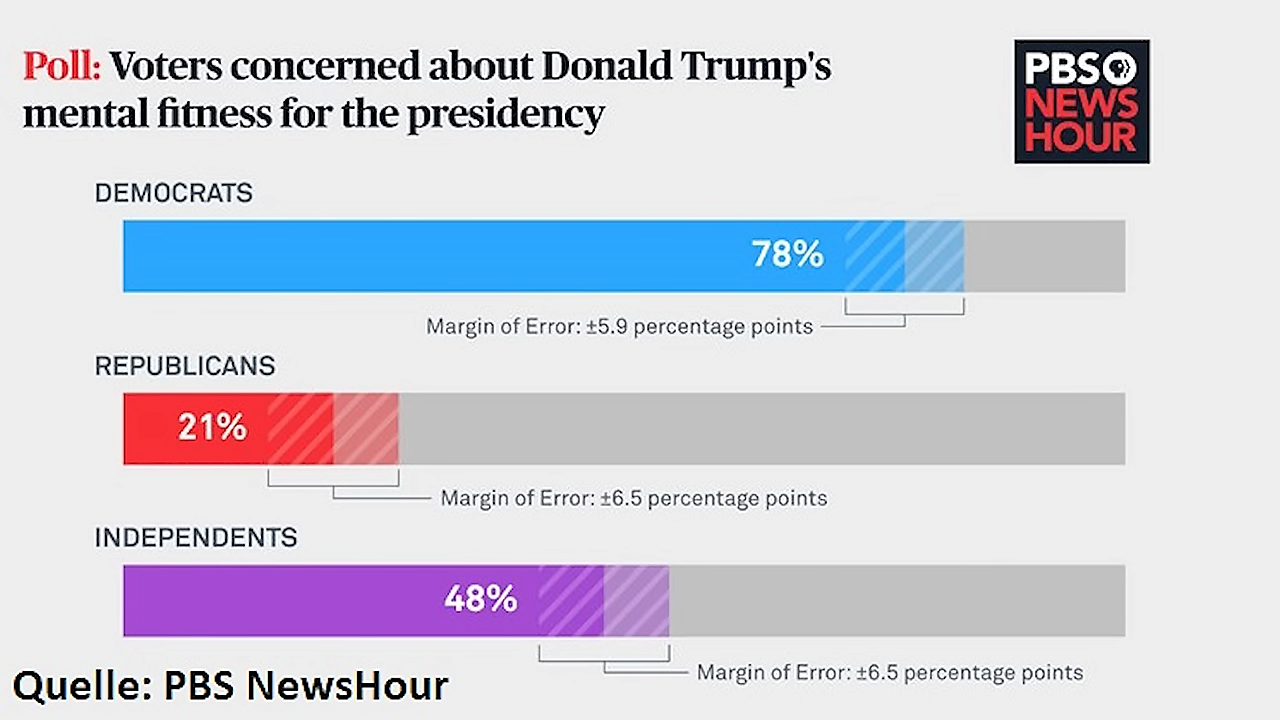 Poll: Voters concerned about Donald Trump's
mental fitness for the presidency
PBS
NEWS
HOUR
DEMOCRATS
78%
Margin of Error: ±5.9 percentage points
REPUBLICANS
21%
Margin of Error: ±6.5 percentage points
INDEPENDENTS
48%
Margin of Error: ±6.5 percentage points
Quelle: PBS NewsHour